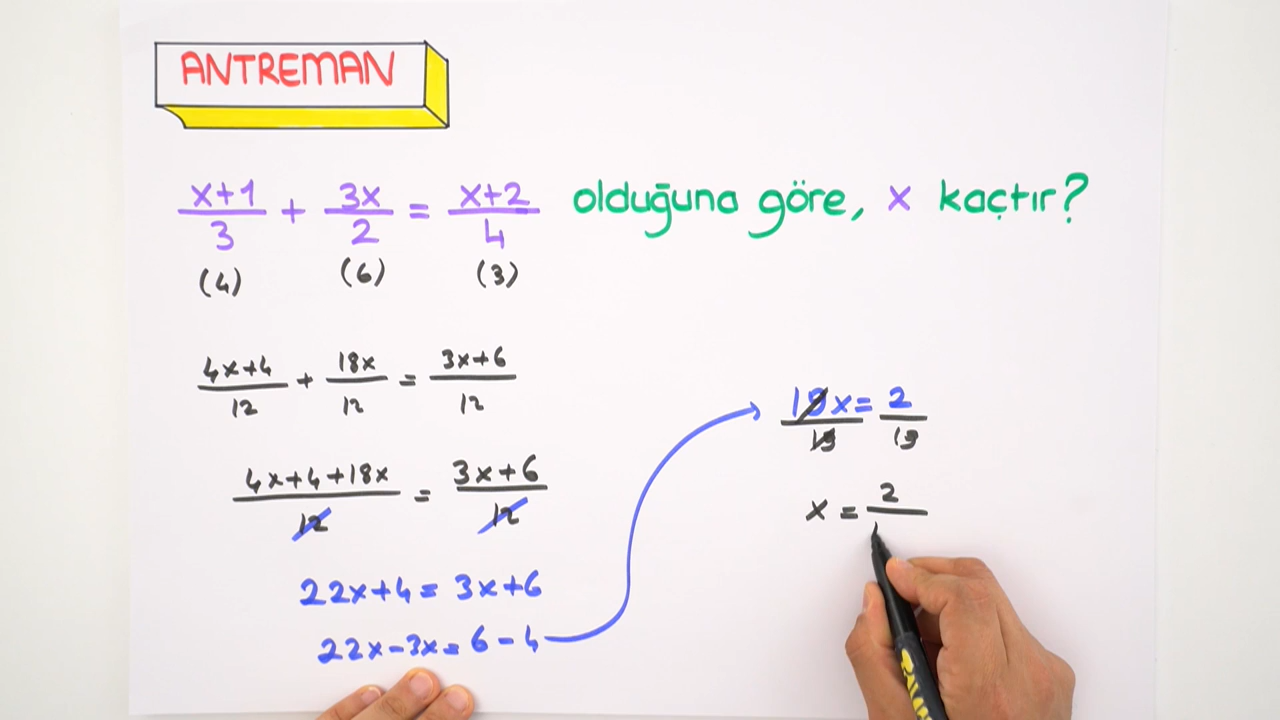 ANTREMAN
x+1/3 + 3x/2 = x+2/4 olduğuna göre, x kaçtır?
(4) (6) (3)
4x+4/12 + 18x/12 = 3x+6/12
4x+4+18x/12 = 3x+6/12
22x+4 = 3x+6
22x-3x = 6-4
19x/19 = 2/19
x = 2/